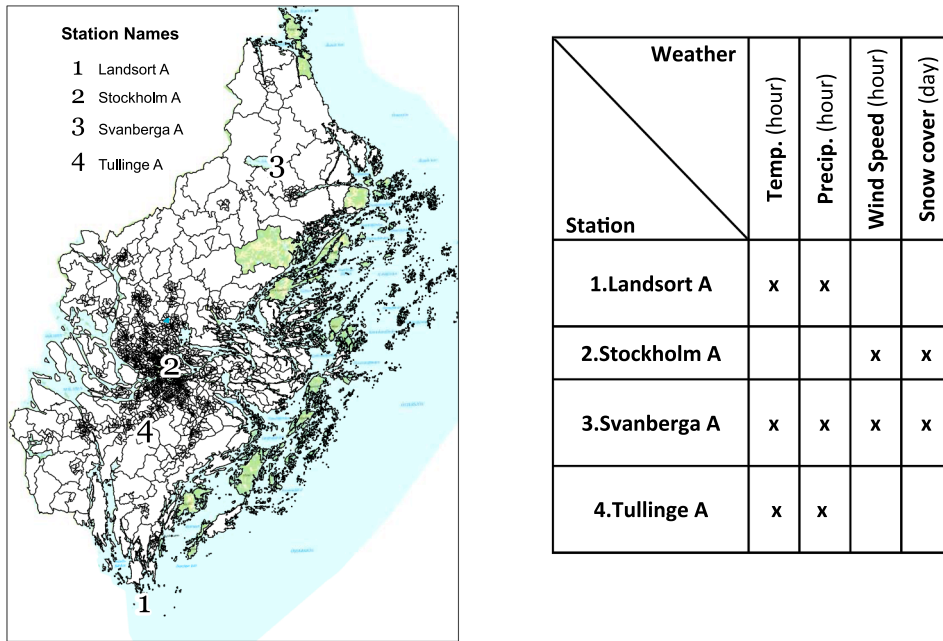 Station Names
1 Landsort A
2 Stockholm A
3 Svanberga A
4 Tullinge A
3
2
4
1
Weather
Station
Temp. (hour)
Precip. (hour)
Wind Speed (hour)
Snow cover (day)
1.Landsort A x x
2.Stockholm A x x
3.Svanberga A x x x x
4.Tullinge A x x